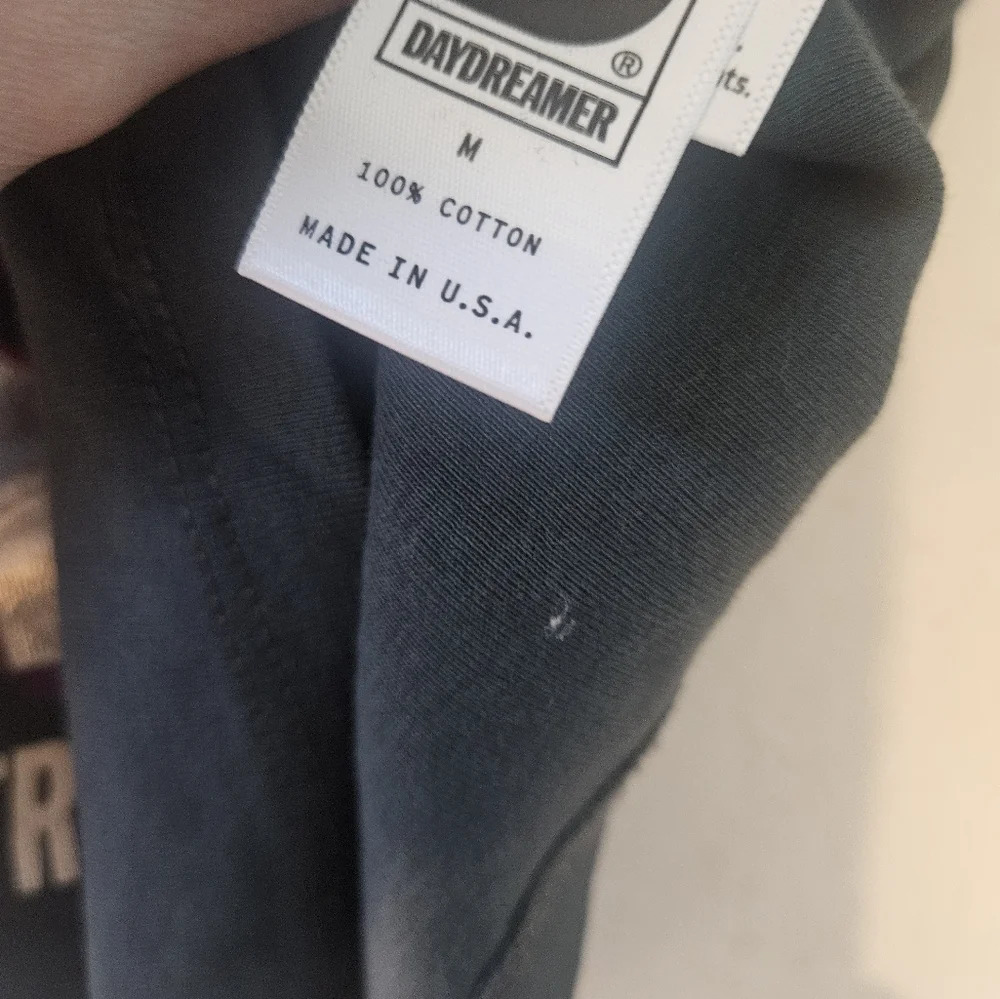 DAYDREAMER®
M
100% COTTON
MADE IN U.S.A.